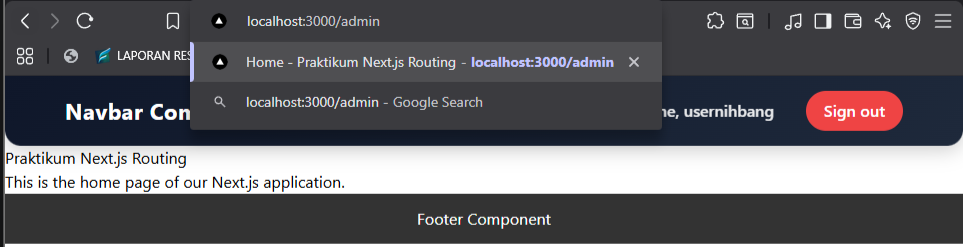 localhost:3000/admin
Home - Praktikum Next.js Routing - localhost:3000/admin
localhost:3000/admin - Google Search
LAPORAN RES
Navbar Con
ne, usernihbang
Sign out
Praktikum Next.js Routing
This is the home page of our Next.js application.
Footer Component